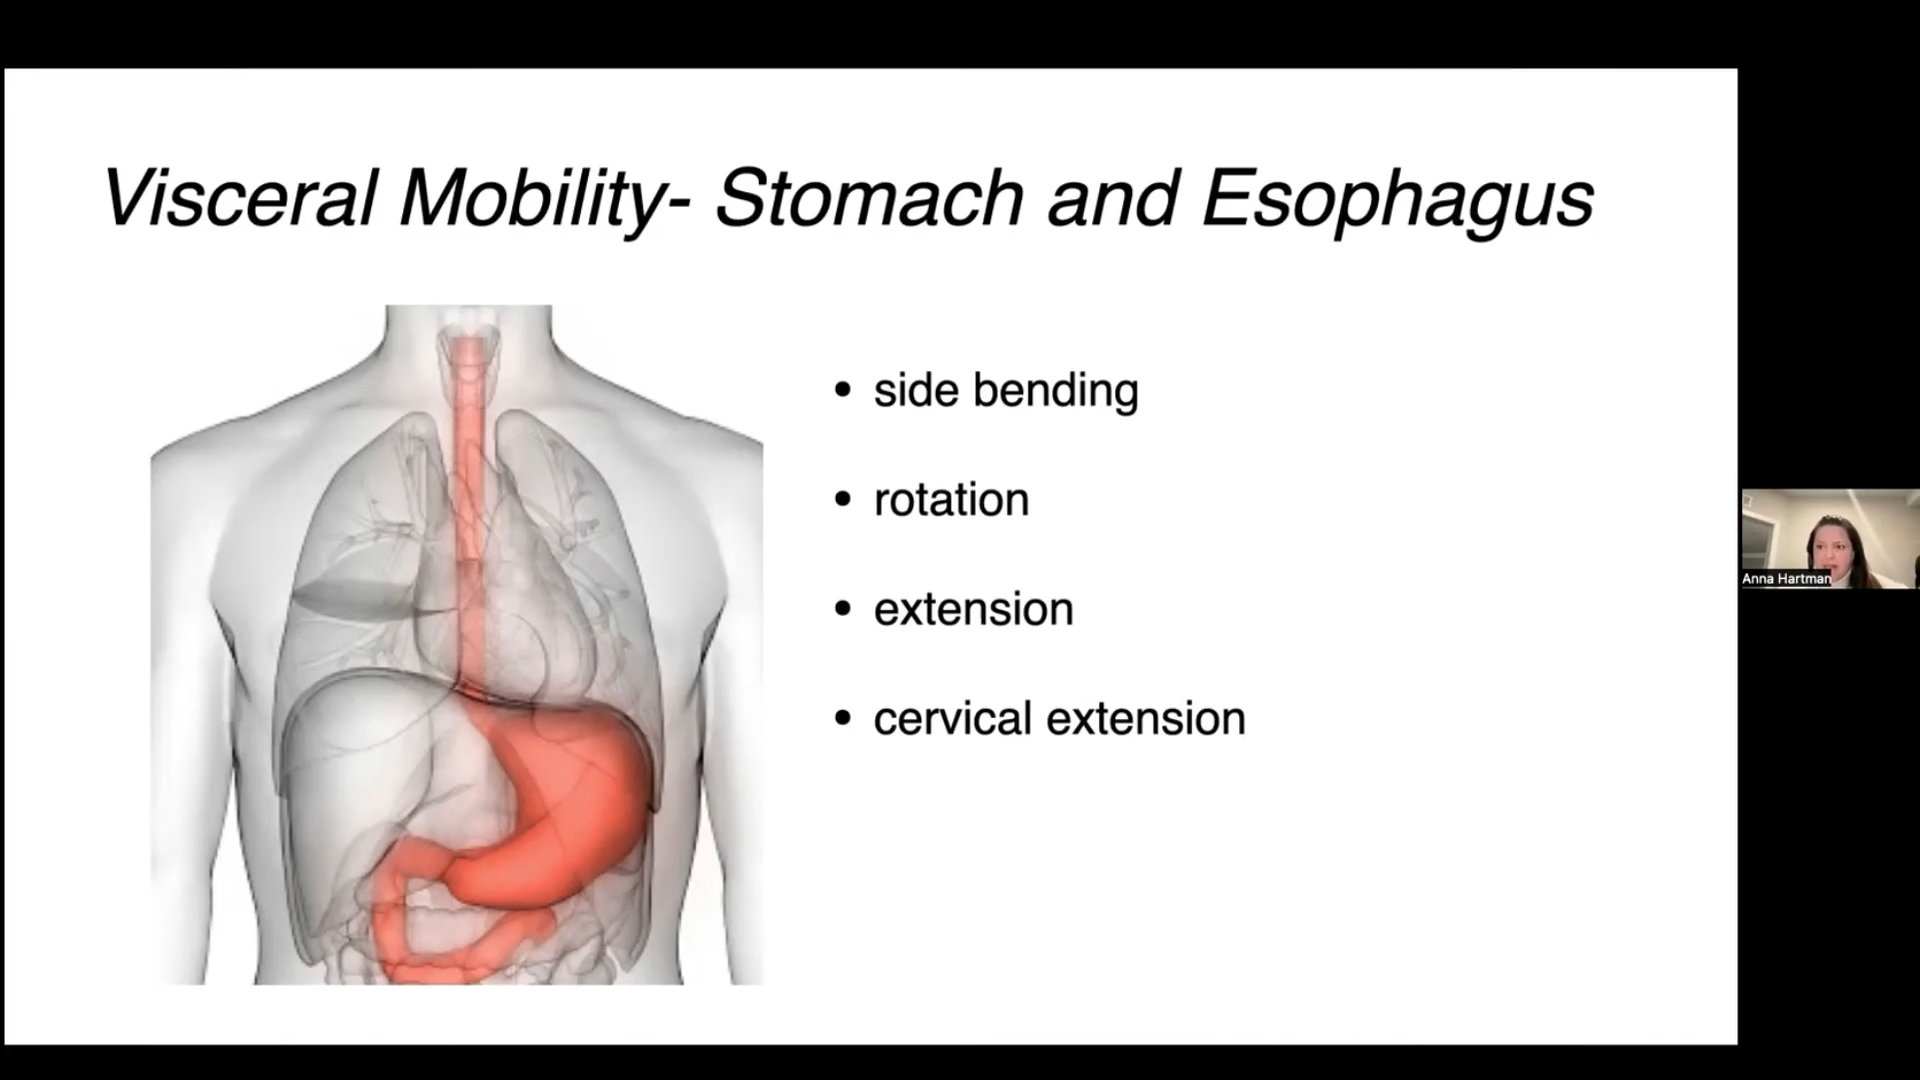 Visceral Mobility- Stomach and Esophagus
• side bending
• rotation
• extension
• cervical extension
Anna Hartman